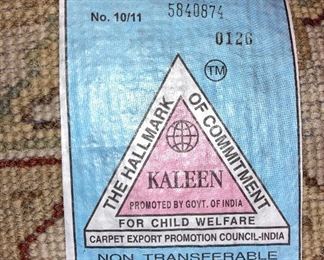 No. 10/11
5840874
0126
TM
THE HALLMARK OF COMMITMENT
KALEEN
PROMOTED BY GOVT. OF INDIA
FOR CHILD WELFARE
CARPET EXPORT PROMOTION COUNCIL-INDIA
NON TRANSFERABLE